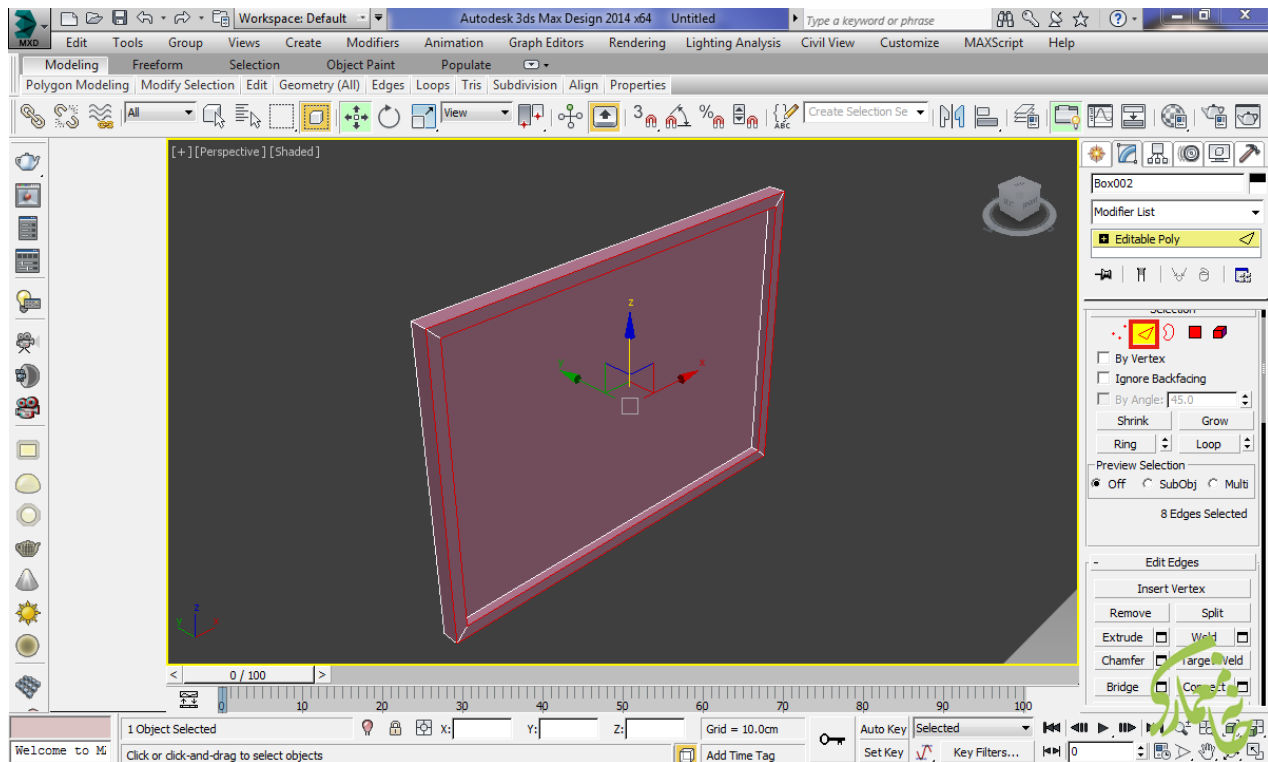 Workspace: Default
Autodesk 3ds Max Design 2014 x64 Untitled
Type a keyword or phrase
MXD
Edit Tools Group Views Create Modifiers Animation Graph Editors Rendering Lighting Analysis Civil View Customize MAXScript Help
Modeling Freeform Selection Object Paint Populate
Polygon Modeling Modify Selection Edit Geometry (All) Edges Loops Tris Subdivision Align Properties
All
View
3
%
ABC
Create Selection Se
[+] [Perspective] [Shaded]
z
y x
z
y x
Box002
Modifier List
Editable Poly
Selection
By Vertex
Ignore Backfacing
By Angle: 45.0
Shrink Grow
Ring Loop
Preview Selection
Off SubObj Multi
8 Edges Selected
- Edit Edges
Insert Vertex
Remove Split
Extrude Weld
Chamfer Target Weld
Bridge Connect
< 0 / 100 >
0 10 20 30 40 50 60 70 80 90 100
1 Object Selected
X: Y: Z:
Grid = 10.0cm
Auto Key Selected
Welcome to M
Click or click-and-drag to select objects
Add Time Tag
Set Key Key Filters...
0